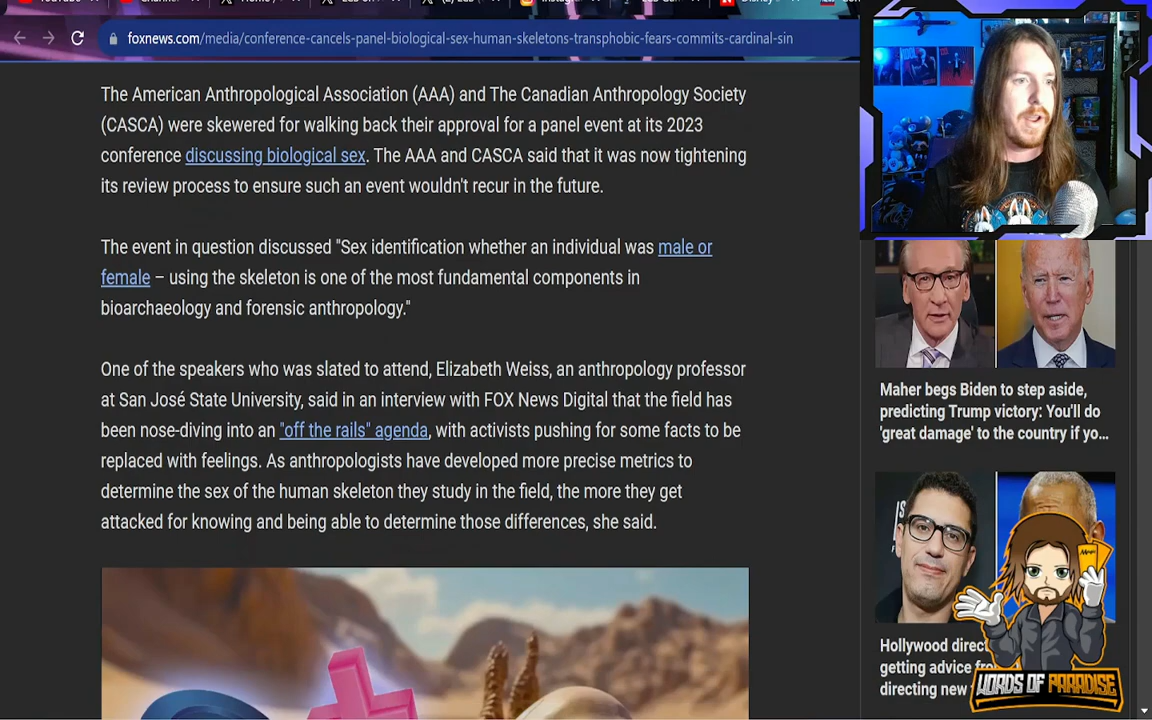 foxnews.com/media/conference-cancels-panel-biological-sex-human-skeletons-transphobic-fears-commits-cardinal-sin
The American Anthropological Association (AAA) and The Canadian Anthropology Society
(CASCA) were skewered for walking back their approval for a panel event at its 2023
conference discussing biological sex. The AAA and CASCA said that it was now tightening
its review process to ensure such an event wouldn't recur in the future.
The event in question discussed "Sex identification whether an individual was male or
female – using the skeleton is one of the most fundamental components in
bioarchaeology and forensic anthropology."
One of the speakers who was slated to attend, Elizabeth Weiss, an anthropology professor
at San José State University, said in an interview with FOX News Digital that the field has
been nose-diving into an "off the rails" agenda, with activists pushing for some facts to be
replaced with feelings. As anthropologists have developed more precise metrics to
determine the sex of the human skeleton they study in the field, the more they get
attacked for knowing and being able to determine those differences, she said.
Maher begs Biden to step aside,
predicting Trump victory: You'll do
'great damage' to the country if yo...
Hollywood direc
getting advice fr
directing new
WORDS OF PARADISE